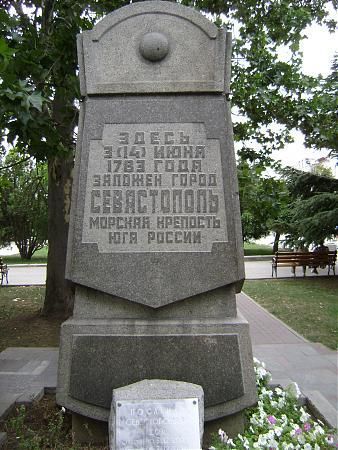 ЗДЕСЬ
3(14) ИЮНЯ
1783 ГОДА
ЗАЛОЖЕН ГОРОД
СЕВАСТОПОЛЬ
МОРСКАЯ КРЕПОСТЬ
ЮГА РОССИИ